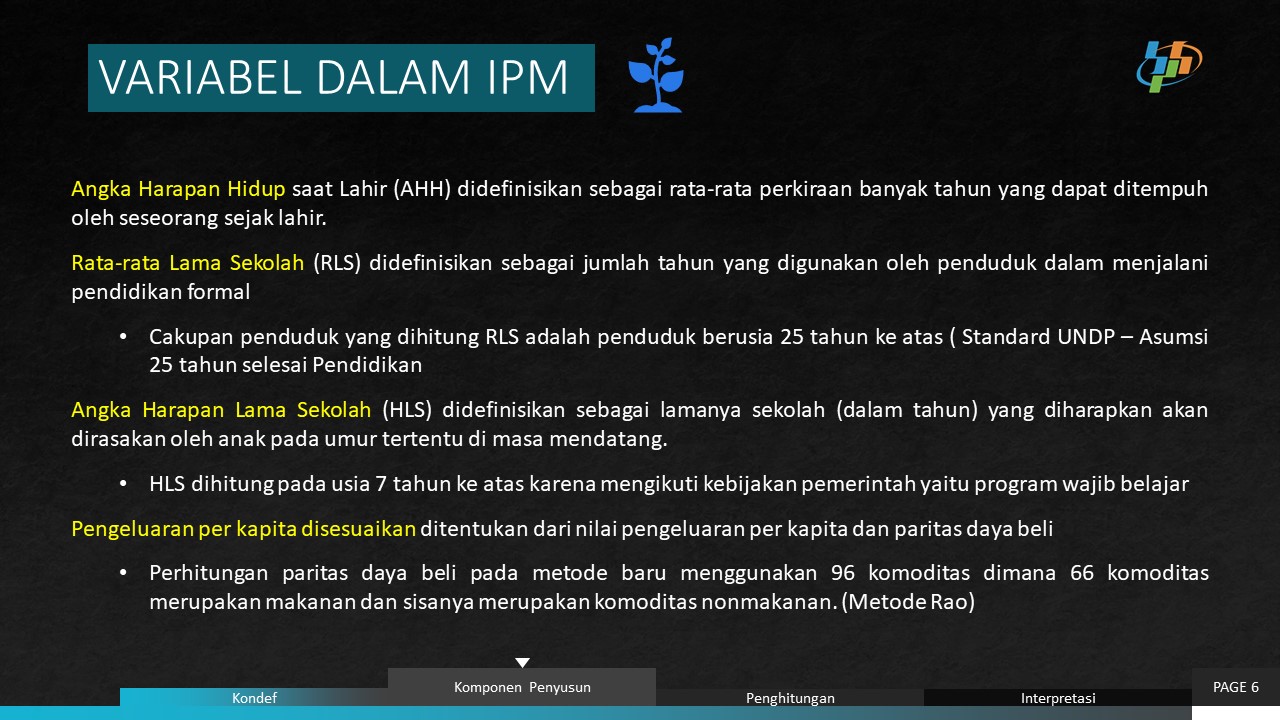 VARIABEL DALAM IPM
Angka Harapan Hidup saat Lahir (AHH) didefinisikan sebagai rata-rata perkiraan banyak tahun yang dapat ditempuh
oleh seseorang sejak lahir.
Rata-rata Lama Sekolah (RLS) didefinisikan sebagai jumlah tahun yang digunakan oleh penduduk dalam menjalani
pendidikan formal
• Cakupan penduduk yang dihitung RLS adalah penduduk berusia 25 tahun ke atas ( Standard UNDP – Asumsi
25 tahun selesai Pendidikan
Angka Harapan Lama Sekolah (HLS) didefinisikan sebagai lamanya sekolah (dalam tahun) yang diharapkan akan
dirasakan oleh anak pada umur tertentu di masa mendatang.
• HLS dihitung pada usia 7 tahun ke atas karena mengikuti kebijakan pemerintah yaitu program wajib belajar
Pengeluaran per kapita disesuaikan ditentukan dari nilai pengeluaran per kapita dan paritas daya beli
• Perhitungan paritas daya beli pada metode baru menggunakan 96 komoditas dimana 66 komoditas
merupakan makanan dan sisanya merupakan komoditas nonmakanan. (Metode Rao)
Kondef
Komponen Penyusun
Penghitungan
Interpretasi
PAGE 6